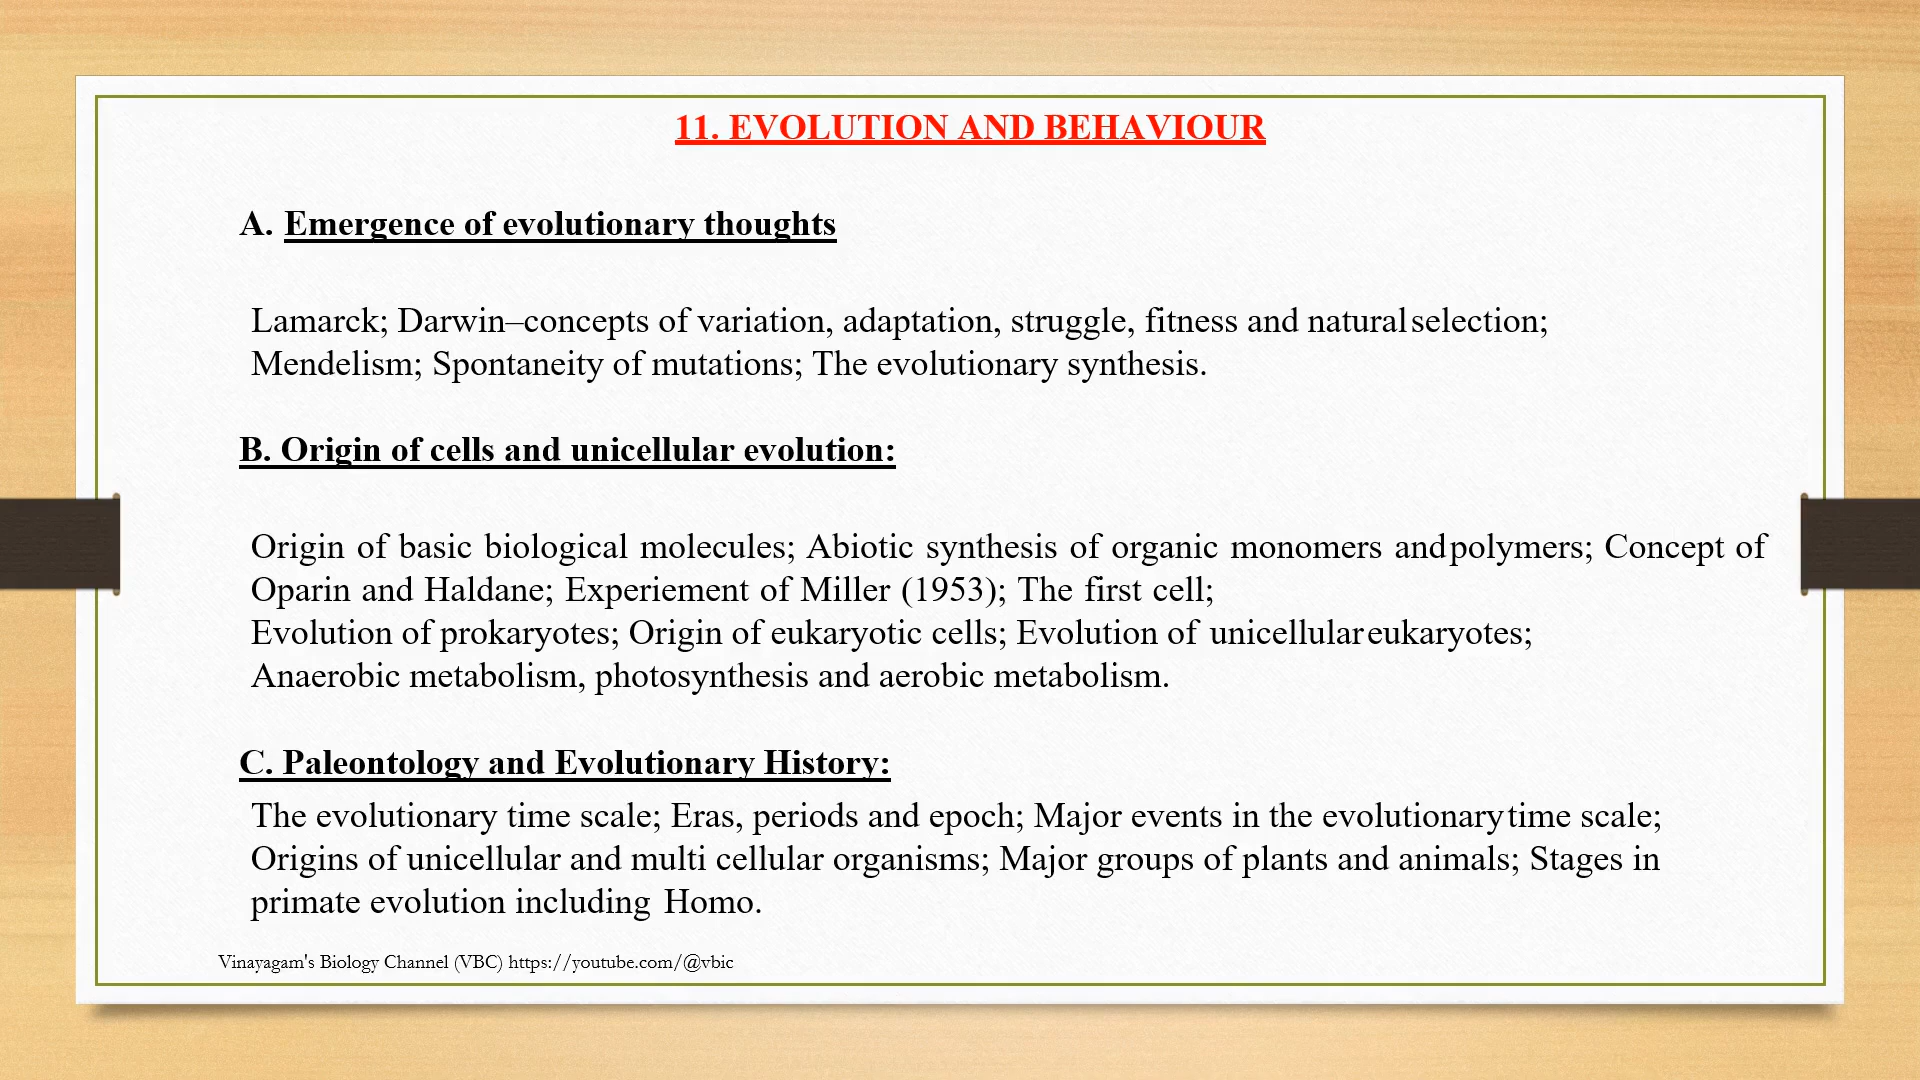 11. EVOLUTION AND BEHAVIOUR
A. Emergence of evolutionary thoughts
Lamarck; Darwin–concepts of variation, adaptation, struggle, fitness and natural selection;
Mendelism; Spontaneity of mutations; The evolutionary synthesis.
B. Origin of cells and unicellular evolution:
Origin of basic biological molecules; Abiotic synthesis of organic monomers and polymers; Concept of
Oparin and Haldane; Experiement of Miller (1953); The first cell;
Evolution of prokaryotes; Origin of eukaryotic cells; Evolution of unicellular eukaryotes;
Anaerobic metabolism, photosynthesis and aerobic metabolism.
C. Paleontology and Evolutionary History:
The evolutionary time scale; Eras, periods and epoch; Major events in the evolutionary time scale;
Origins of unicellular and multi cellular organisms; Major groups of plants and animals; Stages in
primate evolution including Homo.
Vinayagam's Biology Channel (VBC) https://youtube.com/@vbic